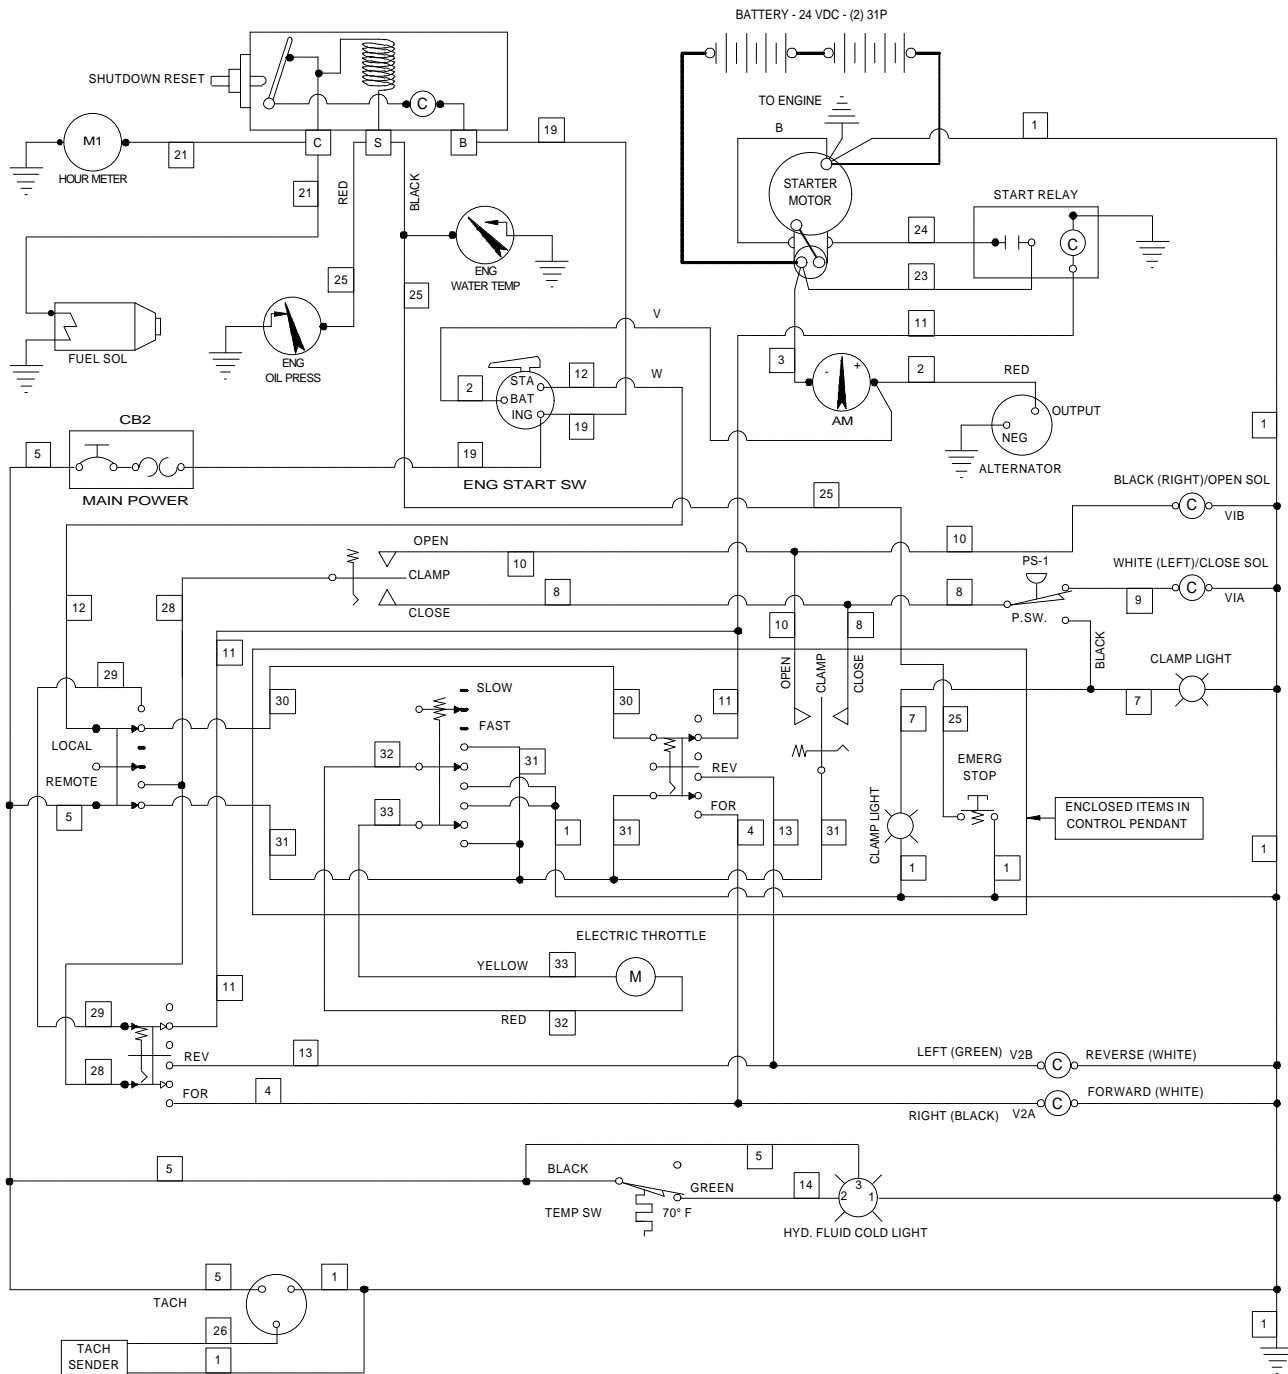 BATTERY - 24 VDC - (2) 31P
SHUTDOWN RESET
C
TO ENGINE
B
1
M1
HOUR METER
21
C
S
B
19
STARTER
MOTOR
START RELAY
21
RED
BLACK
24
C
ENG
WATER TEMP
23
25
25
11
FUEL SOL
ENG
OIL PRESS
V
W
3
2
RED
2
STA
BAT
ING
12
19
- +
AM
OUTPUT
NEG
ALTERNATOR
CB2
5
MAIN POWER
19
ENG START SW
1
25
BLACK (RIGHT)/OPEN SOL
C
VIB
OPEN
10
10
PS-1
WHITE (LEFT)/CLOSE SOL
CLAMP
12
28
8
8
C
9
VIA
CLOSE
P.SW.
10
8
11
BLACK
CLAMP LIGHT
29
OPEN
CLAMP
CLOSE
30
SLOW
30
11
7
25
7
FAST
LOCAL
32
31
REV
EMERG
STOP
REMOTE
5
33
FOR
CLAMP LIGHT
ENCLOSED ITEMS IN
CONTROL PENDANT
31
1
31
4
13
31
1
1
1
ELECTRIC THROTTLE
YELLOW
33
M
11
RED
32
29
REV
13
LEFT (GREEN)
V2B
C
REVERSE (WHITE)
28
FOR
4
RIGHT (BLACK)
V2A
C
FORWARD (WHITE)
5
BLACK
5
GREEN
14
3
2
1
TEMP SW
70° F
HYD. FLUID COLD LIGHT
5
1
TACH
26
1
TACH
SENDER
1